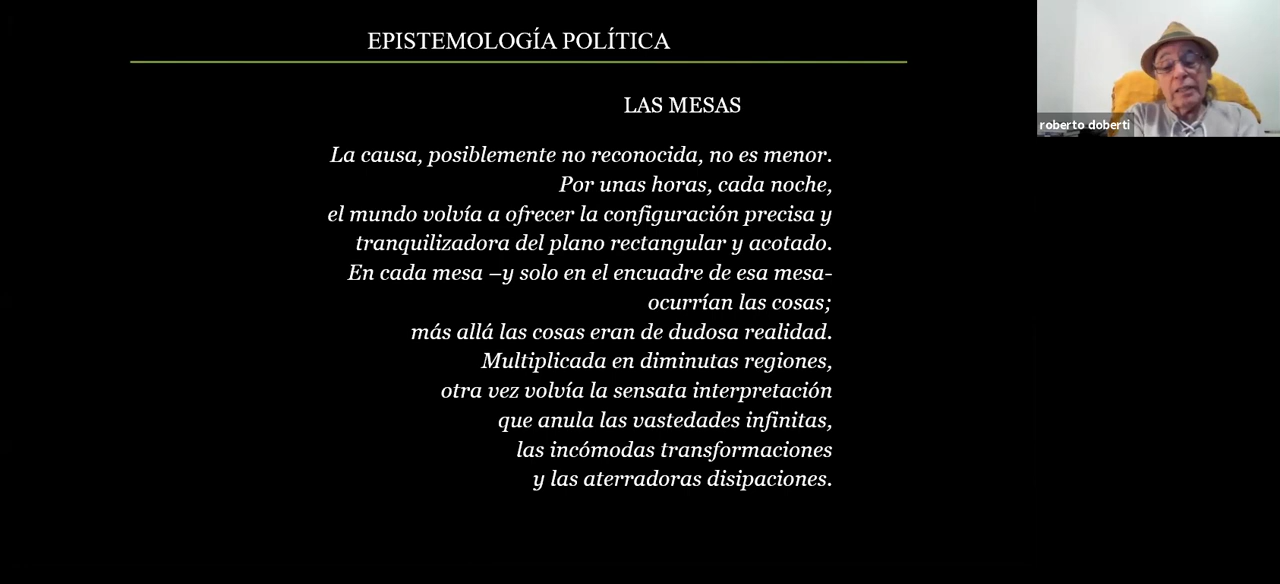 EPISTEMOLOGÍA POLÍTICA
roberto doberti
LAS MESAS
La causa, posiblemente no reconocida, no es menor.
Por unas horas, cada noche,
el mundo volvía a ofrecer la configuración precisa y
tranquilizadora del plano rectangular y acotado.
En cada mesa –y solo en el encuadre de esa mesa-
ocurrían las cosas;
más allá las cosas eran de dudosa realidad.
Multiplicada en diminutas regiones,
otra vez volvía la sensata interpretación
que anula las vastedades infinitas,
las incómodas transformaciones
y las aterradoras disipaciones.